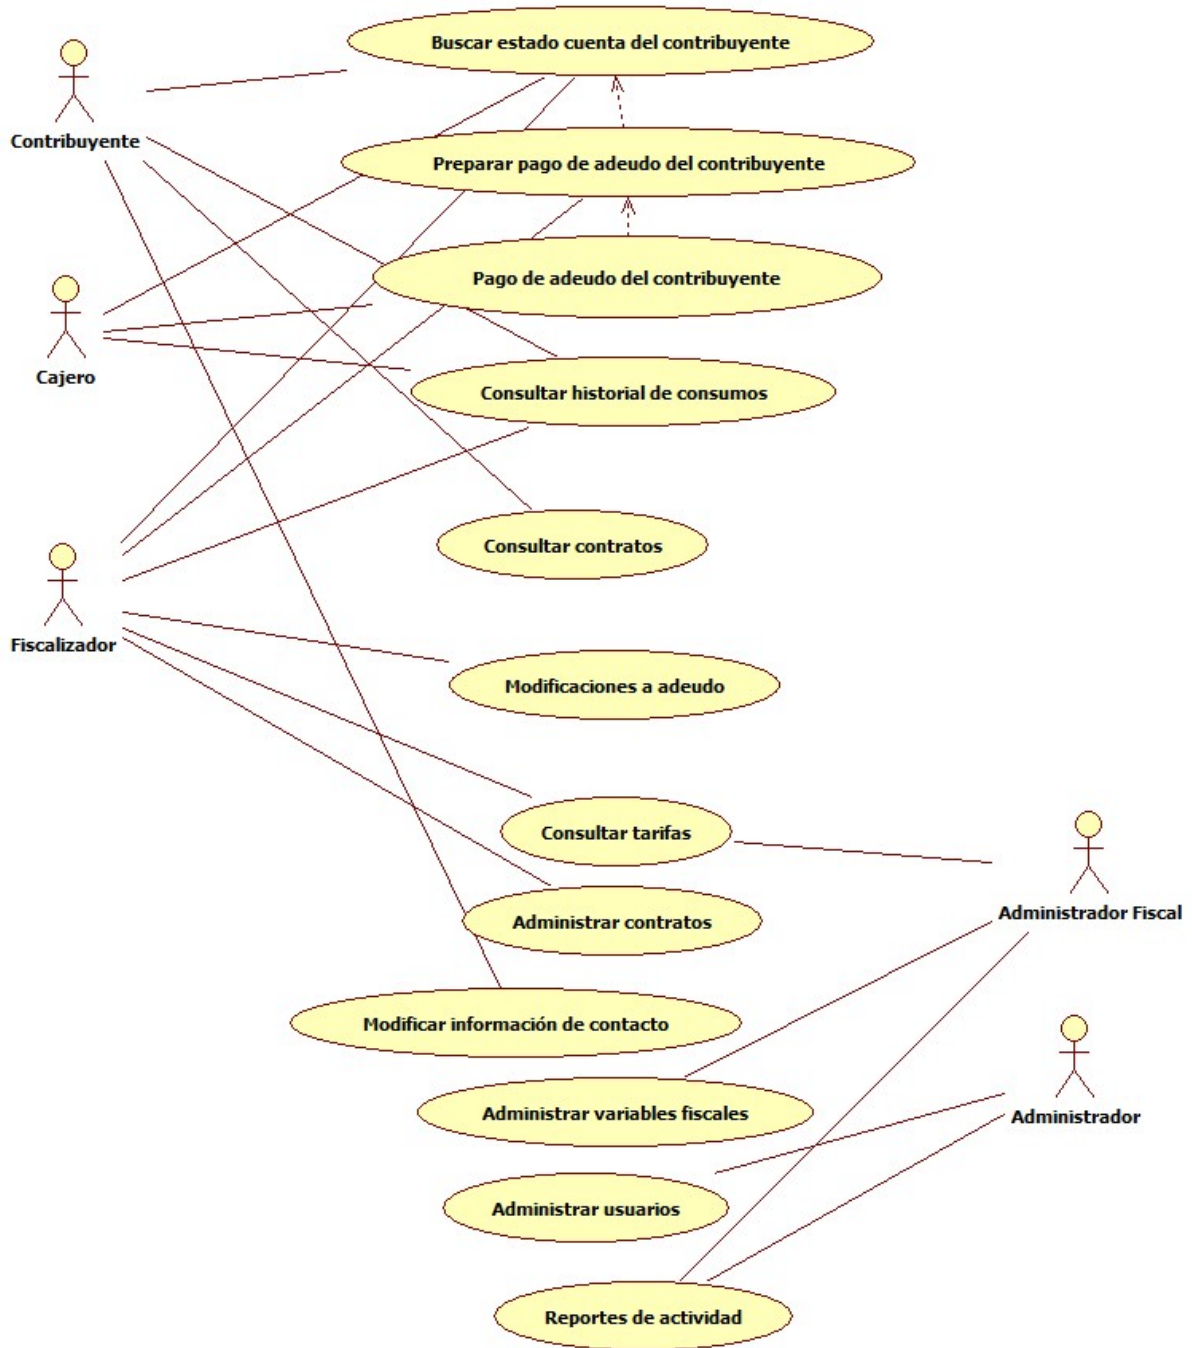 Buscar estado cuenta del contribuyente
Contribuyente
Preparar pago de adeudo del contribuyente
Pago de adeudo del contribuyente
Cajero
Consultar historial de consumos
Consultar contratos
Fiscalizador
Modificaciones a adeudo
Consultar tarifas
Administrador Fiscal
Administrar contratos
Modificar información de contacto
Administrar variables fiscales
Administrador
Administrar usuarios
Reportes de actividad